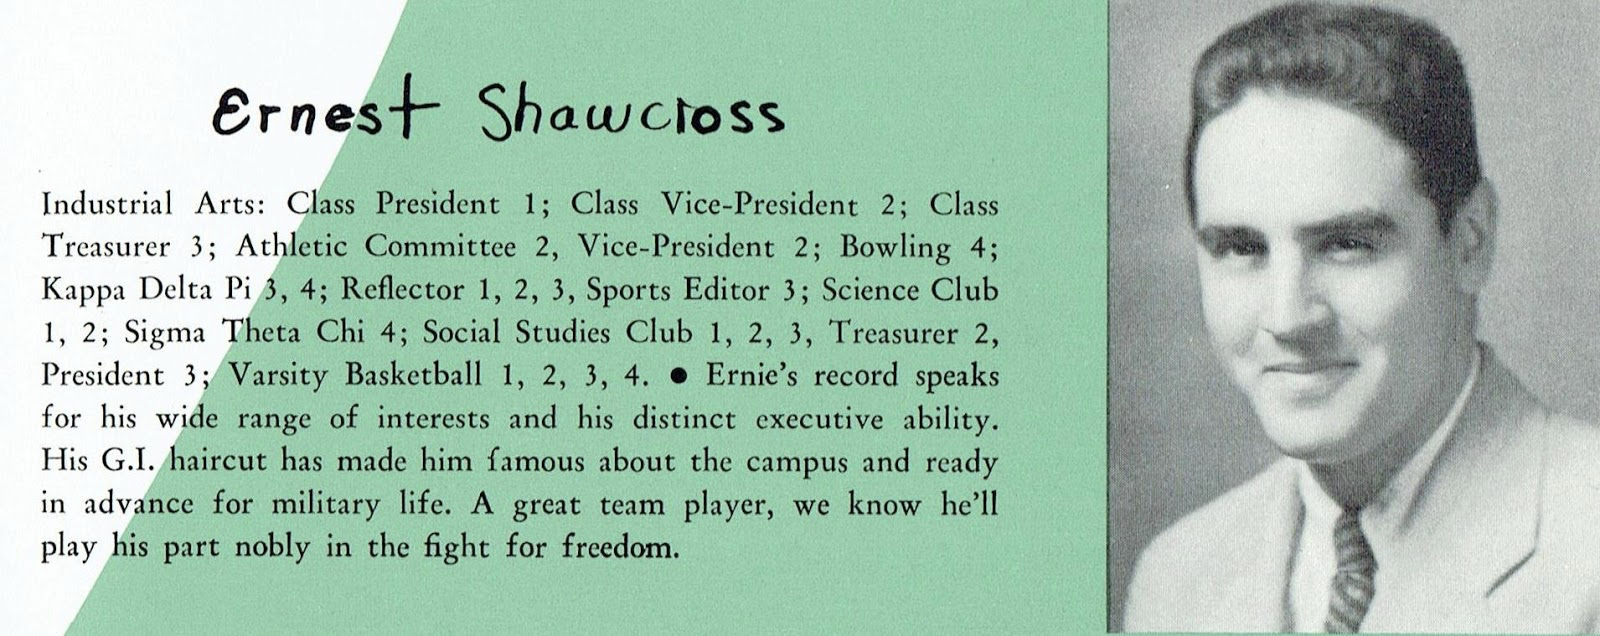 Ernest Shawcross
Industrial Arts: Class President 1; Class Vice-President 2; Class
Treasurer 3; Athletic Committee 2, Vice-President 2; Bowling 4;
Kappa Delta Pi 3, 4; Reflector 1, 2, 3, Sports Editor 3; Science Club
1, 2; Sigma Theta Chi 4; Social Studies Club 1, 2, 3, Treasurer 2,
President 3; Varsity Basketball 1, 2, 3, 4. ● Ernie's record speaks
for his wide range of interests and his distinct executive ability.
His G.I. haircut has made him famous about the campus and ready
in advance for military life. A great team player, we know he'll
play his part nobly in the fight for freedom.